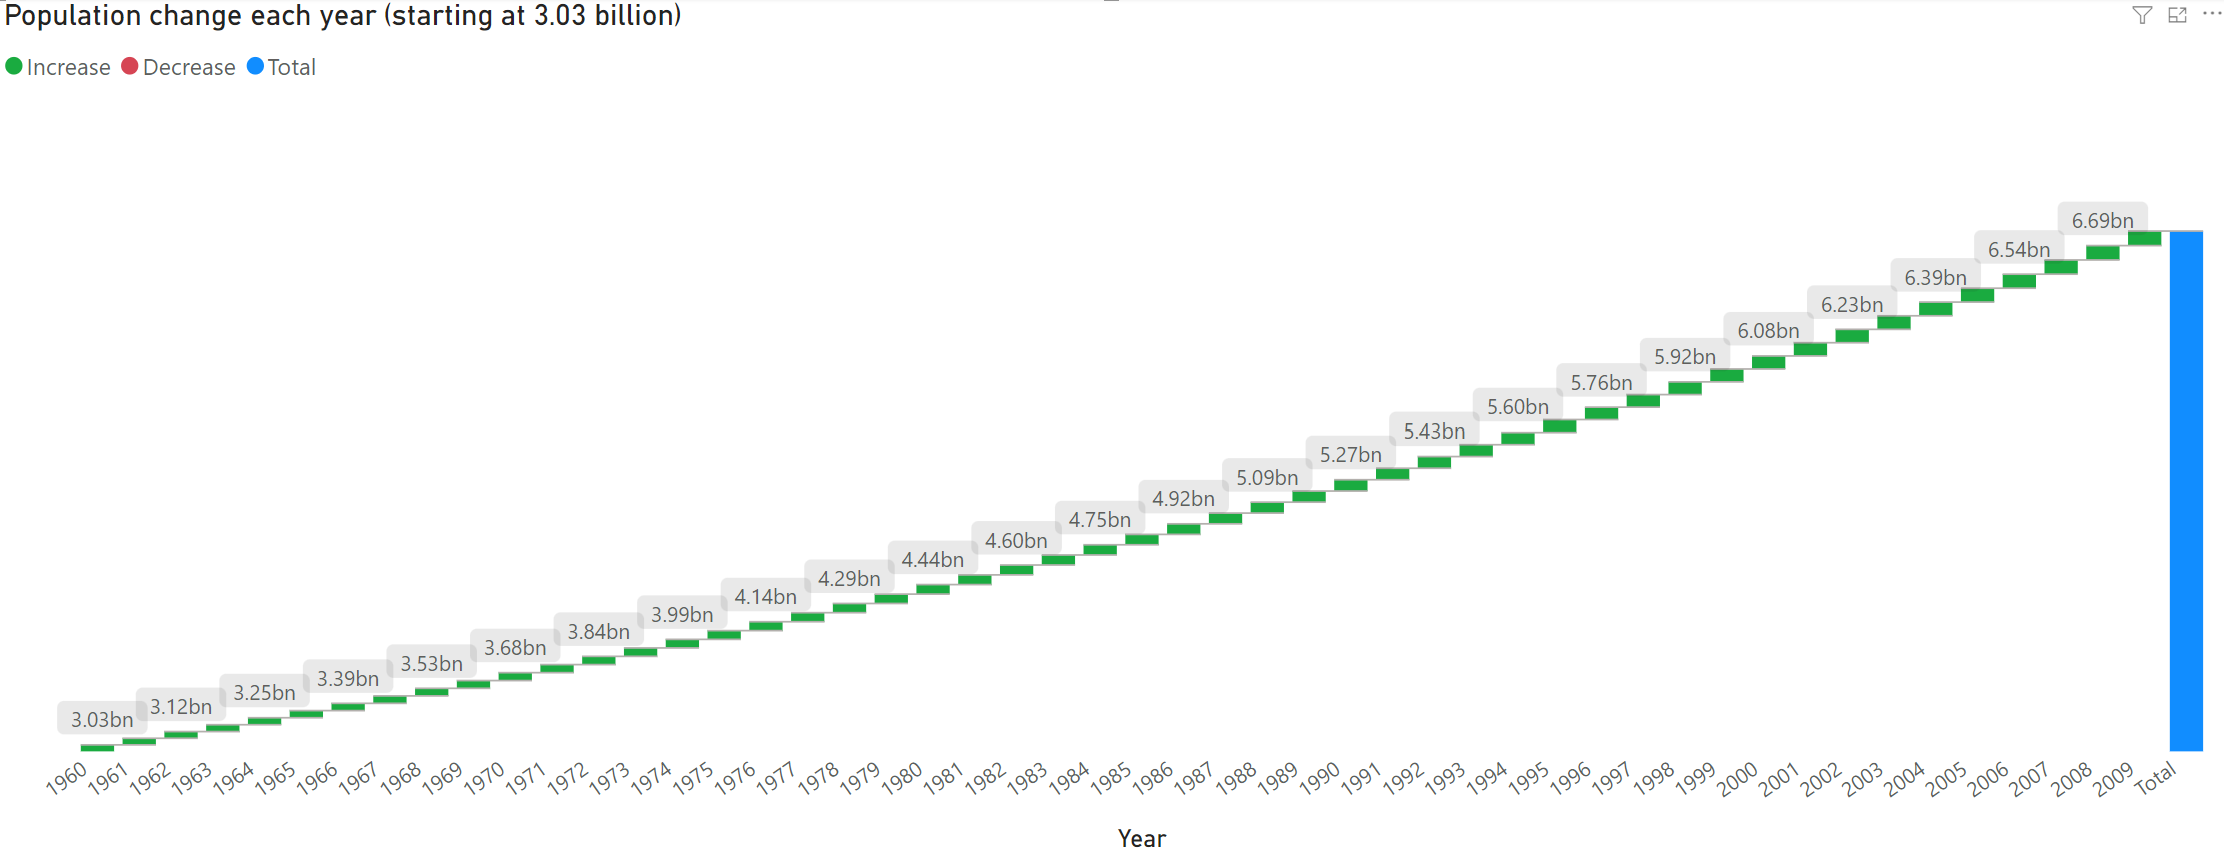 Population change each year (starting at 3.03 billion)
Increase Decrease Total
6.69bn
6.54bn
6.39bn
6.23bn
6.08bn
5.92bn
5.76bn
5.60bn
5.43bn
5.27bn
5.09bn
4.92bn
4.75bn
4.60bn
4.44bn
4.29bn
4.14bn
3.99bn
3.84bn
3.68bn
3.53bn
3.39bn
3.25bn
3.12bn
3.03bn
1960 1961 1962 1963 1964 1965 1966 1967 1968 1969 1970 1971 1972 1973 1974 1975 1976 1977 1978 1979 1980 1981 1982 1983 1984 1985 1986 1987 1988 1989 1990 1991 1992 1993 1994 1995 1996 1997 1998 1999 2000 2001 2002 2003 2004 2005 2006 2007 2008 2009 Total
Year